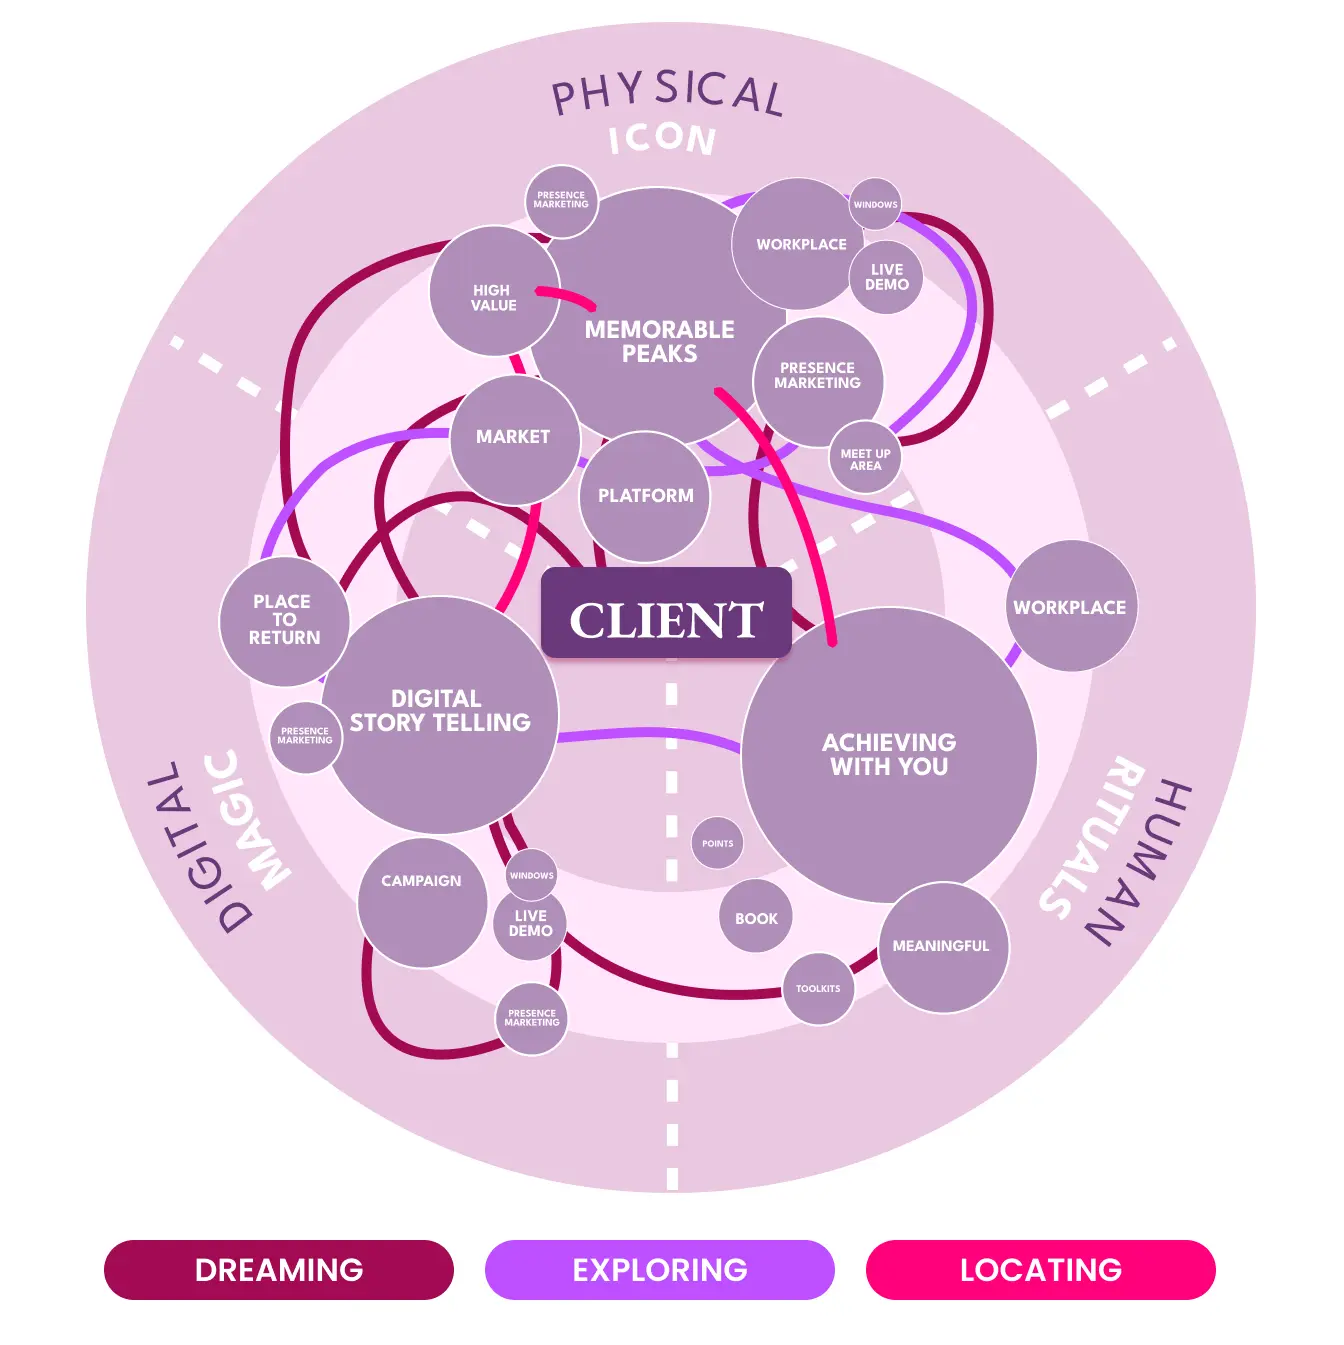 PHYSICAL
ICON
PRESENCE
MARKETING
WORKPLACE
WINDOWS
LIVE
DEMO
HIGH
VALUE
MEMORABLE
PEAKS
PRESENCE
MARKETING
MARKET
PLATFORM
MEET UP
AREA
CLIENT
PLACE
TO
RETURN
WORKPLACE
DIGITAL
STORY TELLING
PRESENCE
MARKETING
ACHIEVING
WITH YOU
DIGITAL
MAGIC
HUMAN
RITUALS
POINTS
CAMPAIGN
WINDOWS
LIVE
DEMO
BOOK
MEANINGFUL
TOOLKITS
PRESENCE
MARKETING
DREAMING
EXPLORING
LOCATING